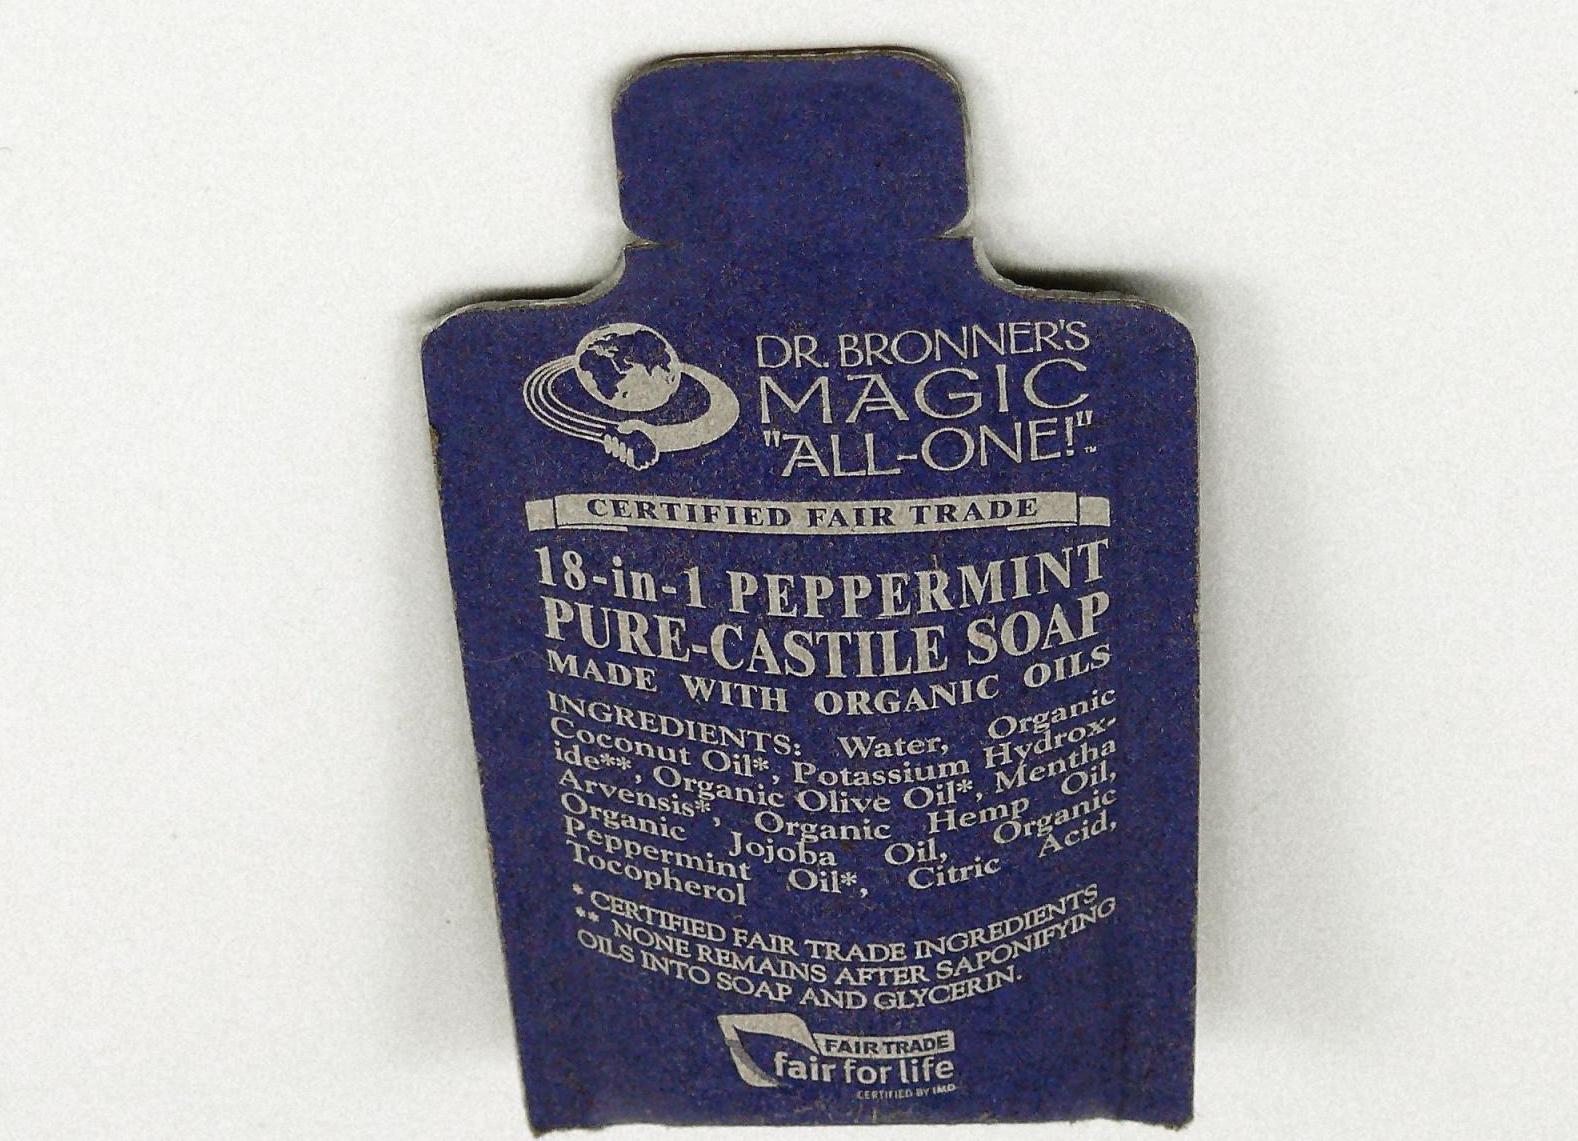 DR. BRONNER'S
MAGIC
"ALL-ONE!"™
CERTIFIED FAIR TRADE
18-in-1 PEPPERMINT
PURE-CASTILE SOAP
MADE WITH ORGANIC OILS
INGREDIENTS: Water, Organic
Coconut Oil*, Potassium Hydrox-
ide**, Organic Olive Oil*, Mentha
Arvensis*, Organic Hemp Oil,
Organic Jojoba Oil, Organic
Peppermint Oil*, Citric Acid,
Tocopherol
* CERTIFIED FAIR TRADE INGREDIENTS
** NONE REMAINS AFTER SAPONIFYING
OILS INTO SOAP AND GLYCERIN.
FAIR TRADE
fair for life
CERTIFIED BY IMO